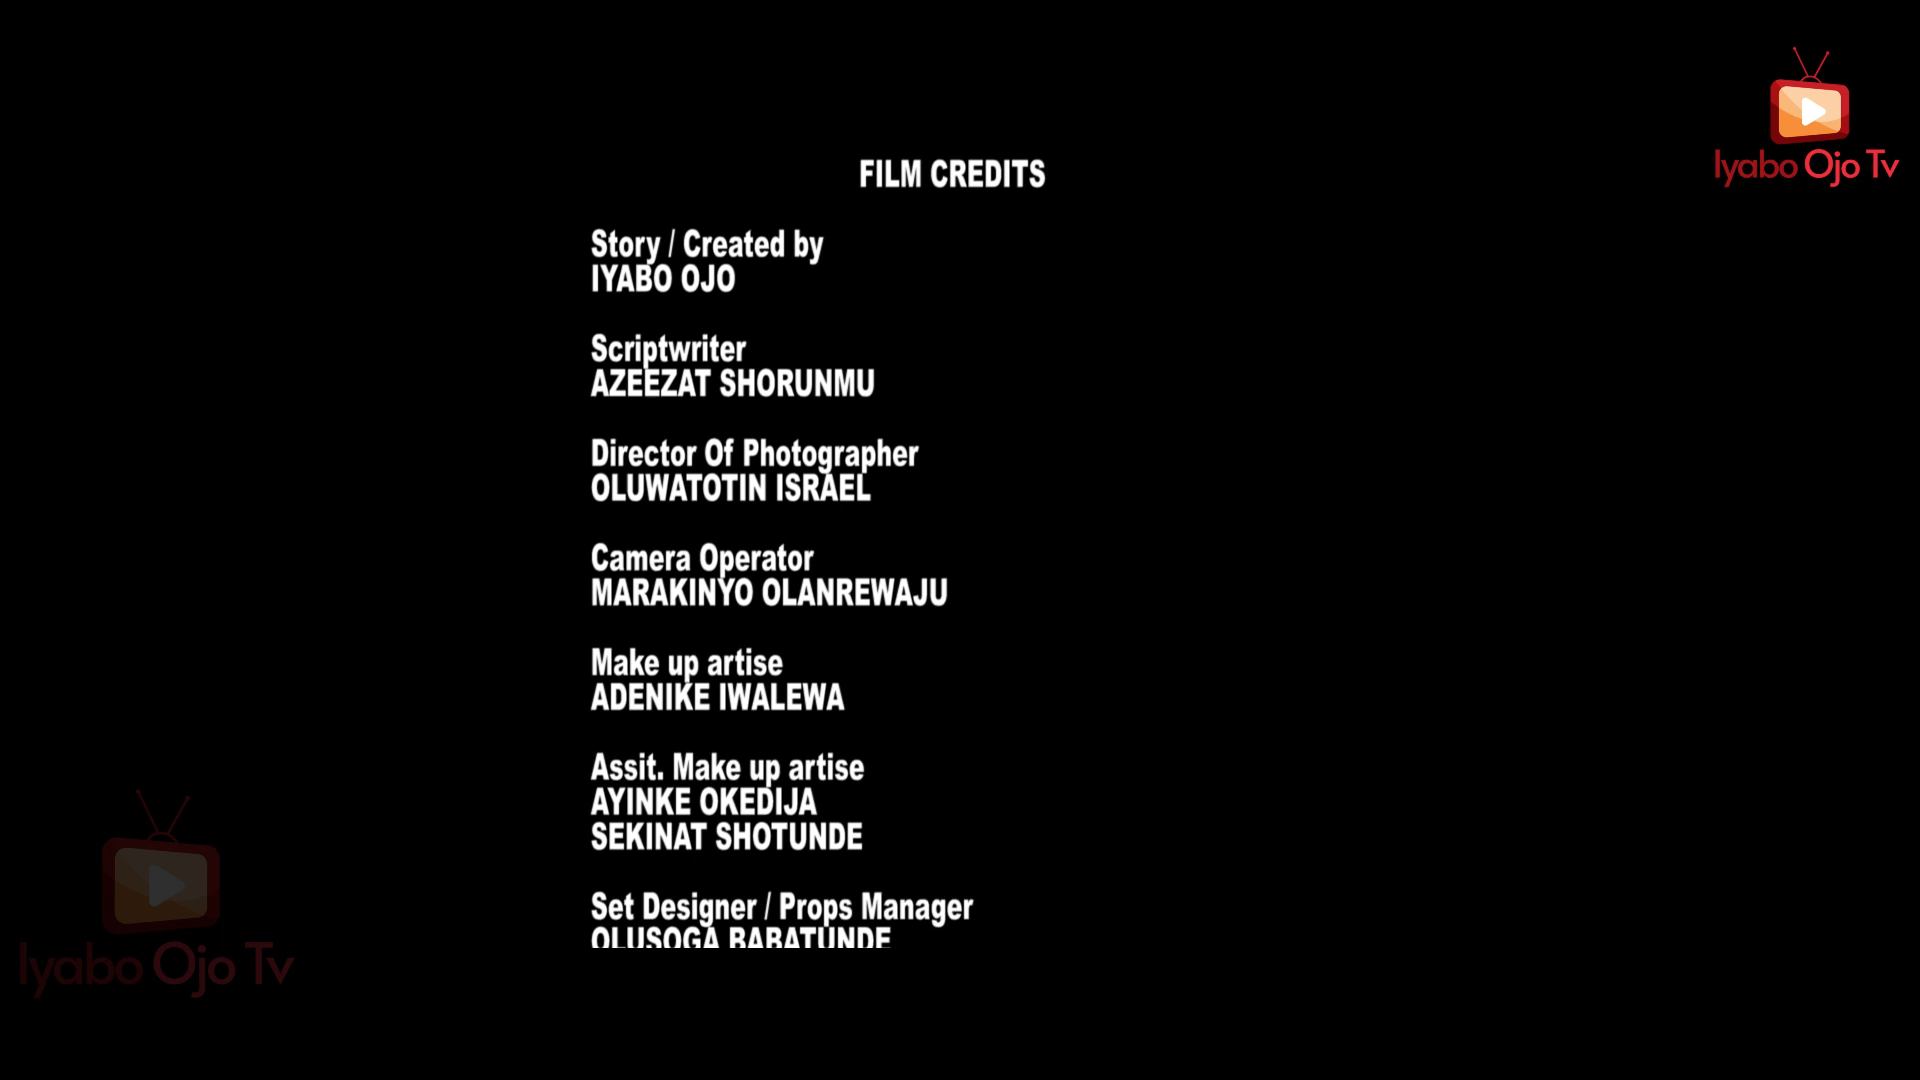 Iyabo Ojo Tv
FILM CREDITS
Story / Created by
IYABO OJO
Scriptwriter
AZEEZAT SHORUNMU
Director Of Photographer
OLUWATOTIN ISRAEL
Camera Operator
MARAKINYO OLANREWAJU
Make up artise
ADENIKE IWALEWA
Assit. Make up artise
AYINKE OKEDIJA
SEKINAT SHOTUNDE
Set Designer / Props Manager
OLUSOGA BABATUNDE
Iyabo Ojo Tv